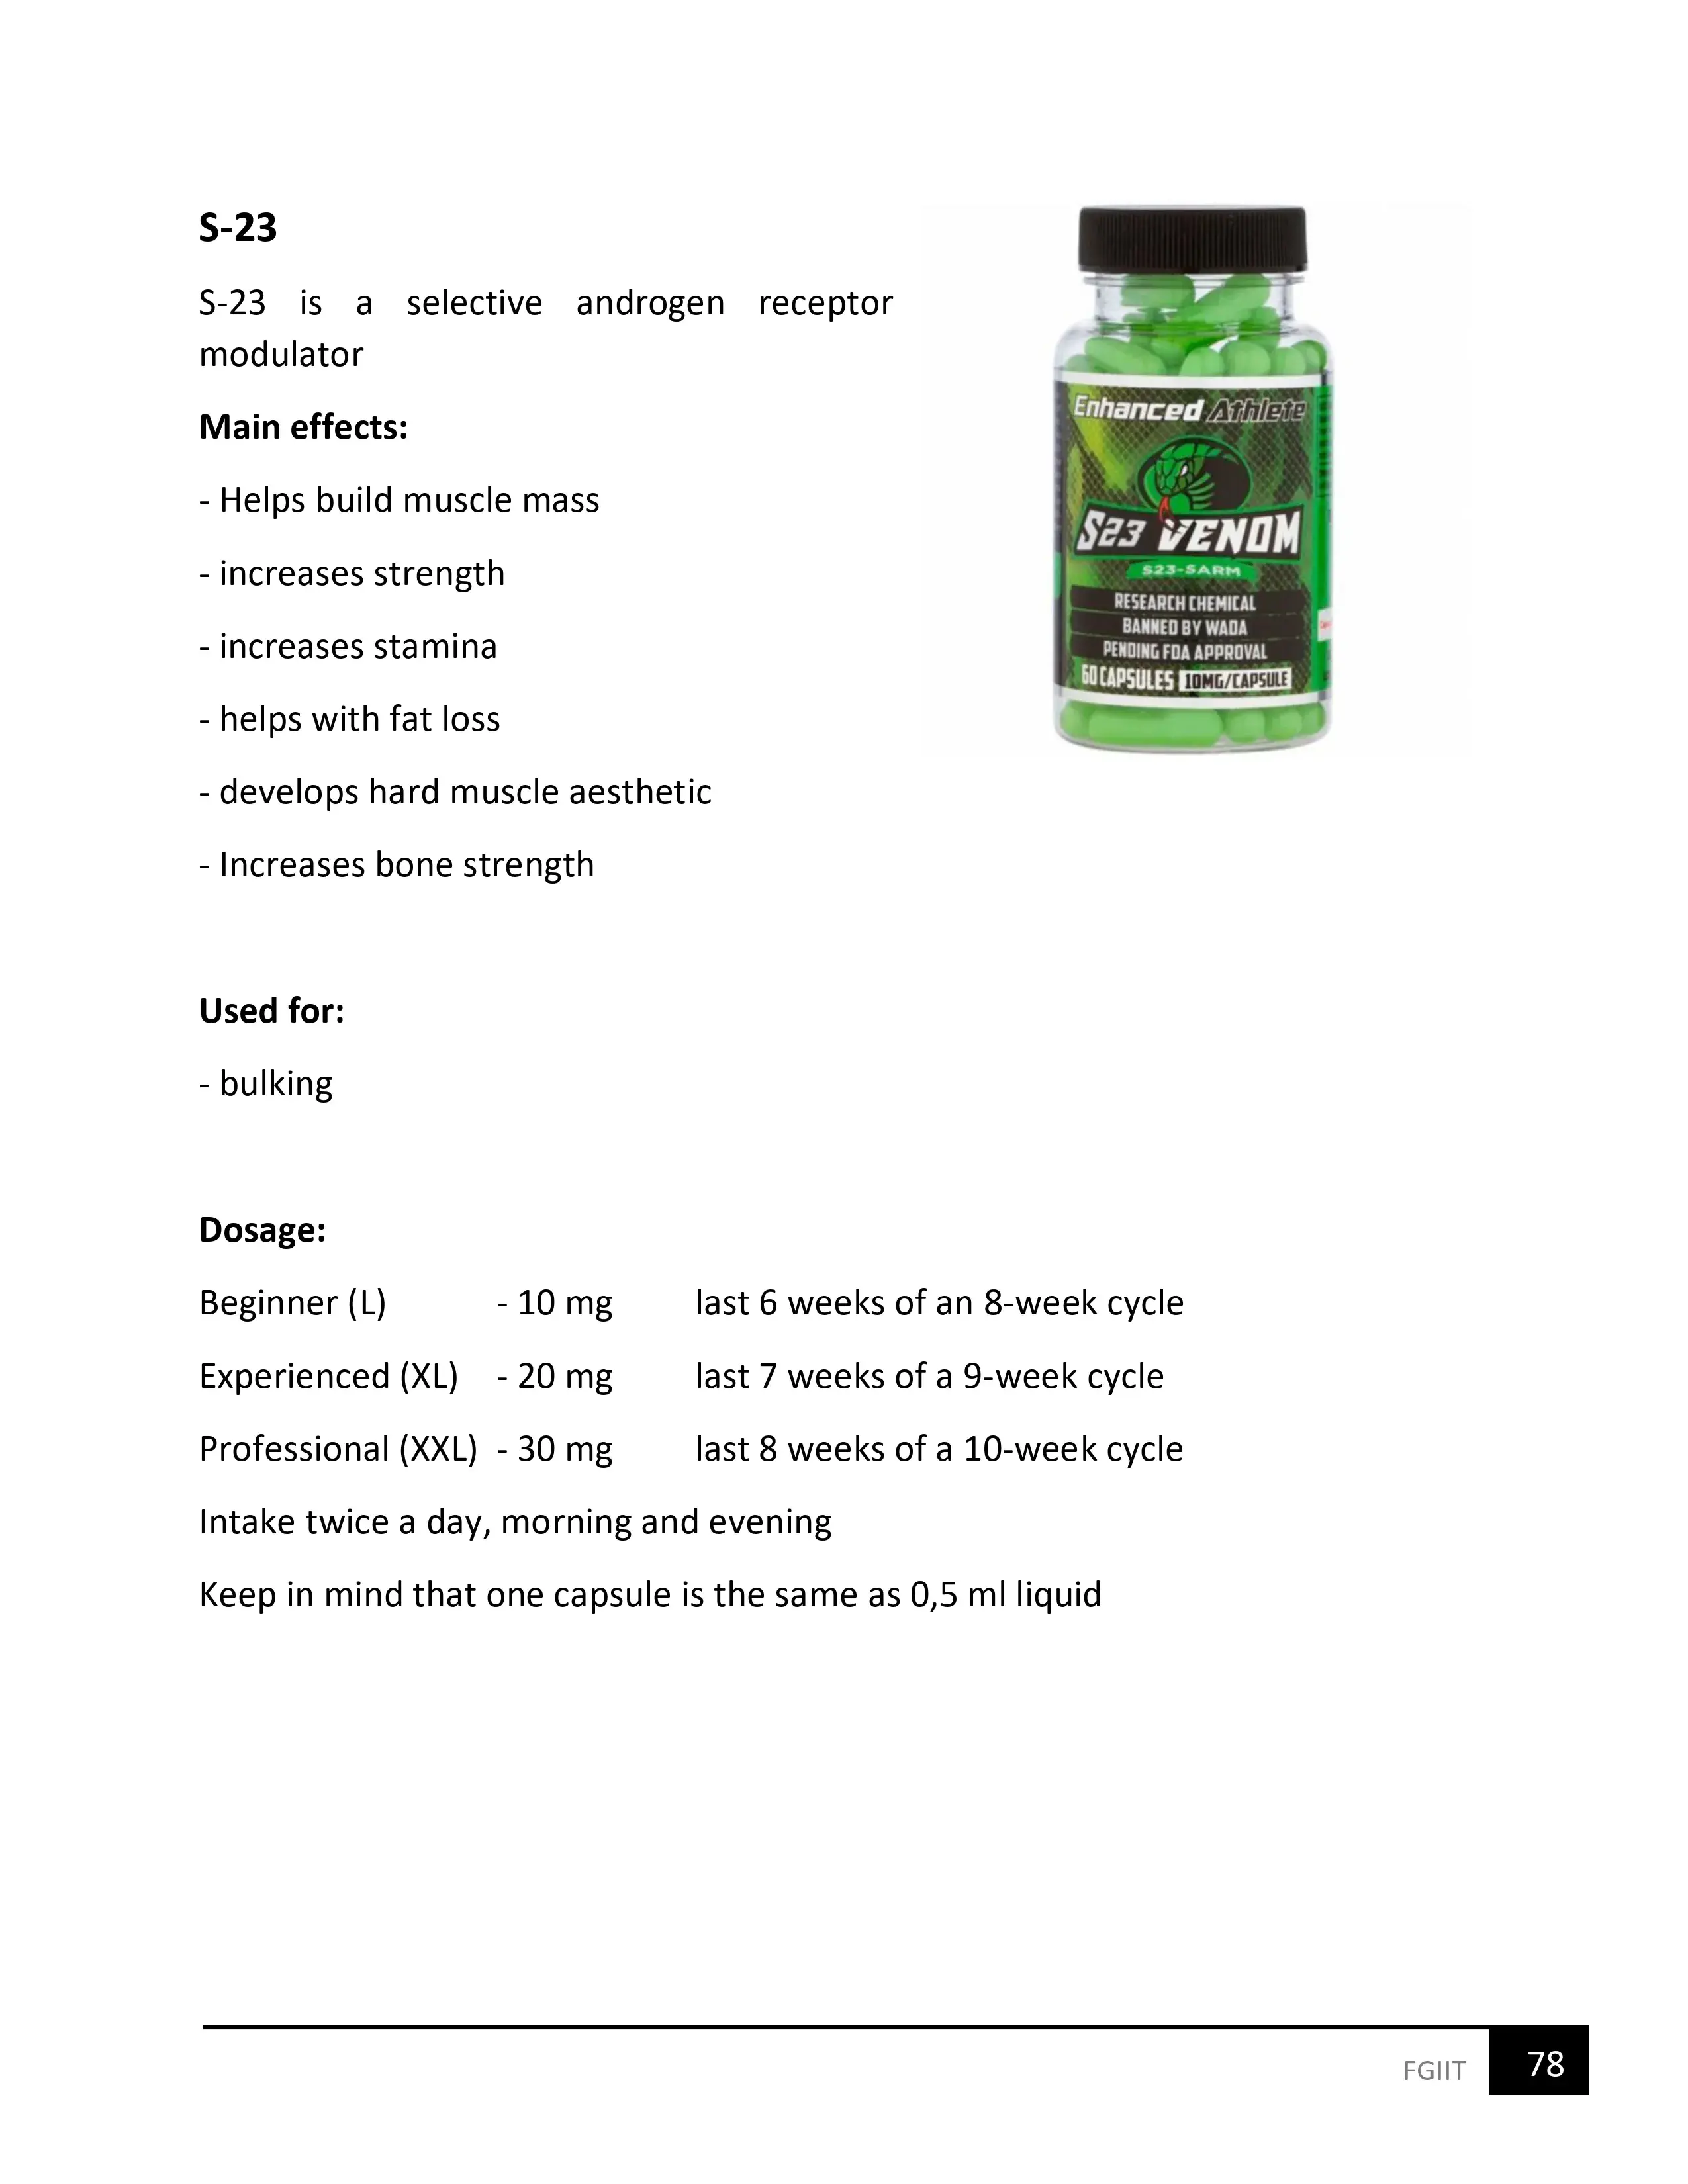 S-23
S-23 is a selective androgen receptor
modulator
Main effects:
- Helps build muscle mass
- increases strength
- increases stamina
- helps with fat loss
- develops hard muscle aesthetic
- Increases bone strength
Enhanced Athlete
S23 VENOM
S23-SARM
RESEARCH CHEMICAL
BANNED BY WADA
PENDING FDA APPROVAL
60 CAPSULES 10MG/CAPSULE
Used for:
- bulking
Dosage:
Beginner (L) - 10 mg last 6 weeks of an 8-week cycle
Experienced (XL) - 20 mg last 7 weeks of a 9-week cycle
Professional (XXL) - 30 mg last 8 weeks of a 10-week cycle
Intake twice a day, morning and evening
Keep in mind that one capsule is the same as 0,5 ml liquid
FGIIT 78